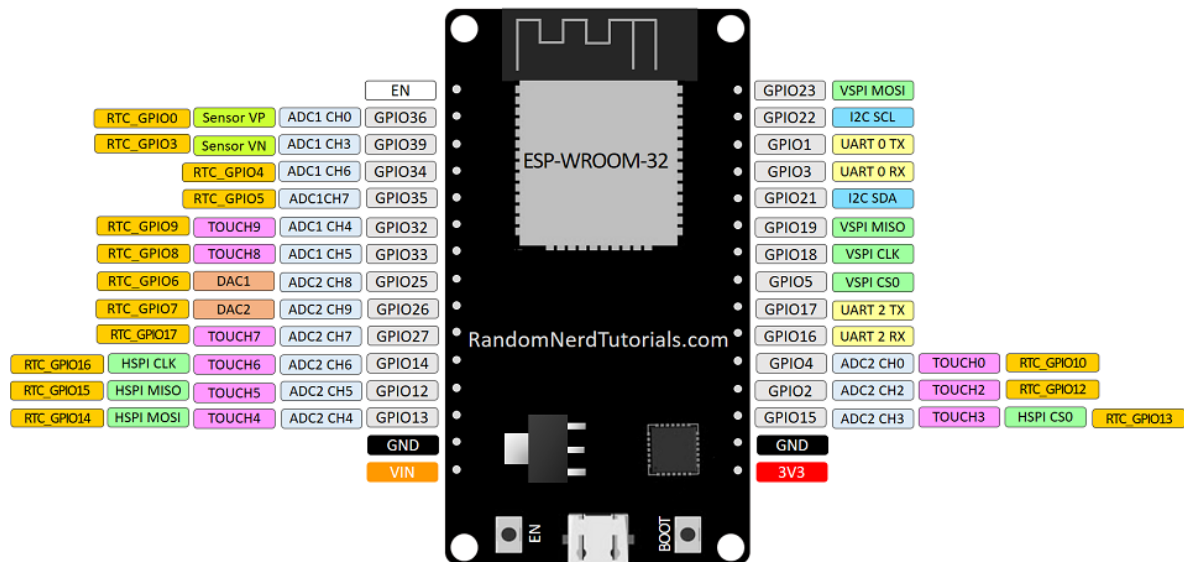 EN GPIO23 VSPI MOSI
RTC_GPIO0 Sensor VP ADC1 CH0 GPIO36 GPIO22 I2C SCL
RTC_GPIO3 Sensor VN ADC1 CH3 GPIO39 GPIO1 UART 0 TX
RTC_GPIO4 ADC1 CH6 GPIO34 ESP-WROOM-32 GPIO3 UART 0 RX
RTC_GPIO5 ADC1CH7 GPIO35 GPIO21 I2C SDA
RTC_GPIO9 TOUCH9 ADC1 CH4 GPIO32 GPIO19 VSPI MISO
RTC_GPIO8 TOUCH8 ADC1 CH5 GPIO33 GPIO18 VSPI CLK
RTC_GPIO6 DAC1 ADC2 CH8 GPIO25 GPIO5 VSPI CS0
RTC_GPIO7 DAC2 ADC2 CH9 GPIO26 GPIO17 UART 2 TX
RTC_GPIO17 TOUCH7 ADC2 CH7 GPIO27 RandomNerdTutorials.com GPIO16 UART 2 RX
RTC_GPIO16 HSPI CLK TOUCH6 ADC2 CH6 GPIO14 GPIO4 ADC2 CH0 TOUCH0 RTC_GPIO10
RTC_GPIO15 HSPI MISO TOUCH5 ADC2 CH5 GPIO12 GPIO2 ADC2 CH2 TOUCH2 RTC_GPIO12
RTC_GPIO14 HSPI MOSI TOUCH4 ADC2 CH4 GPIO13 GPIO15 ADC2 CH3 TOUCH3 HSPI CS0 RTC_GPIO13
GND GND
VIN 3V3
EN BOOT